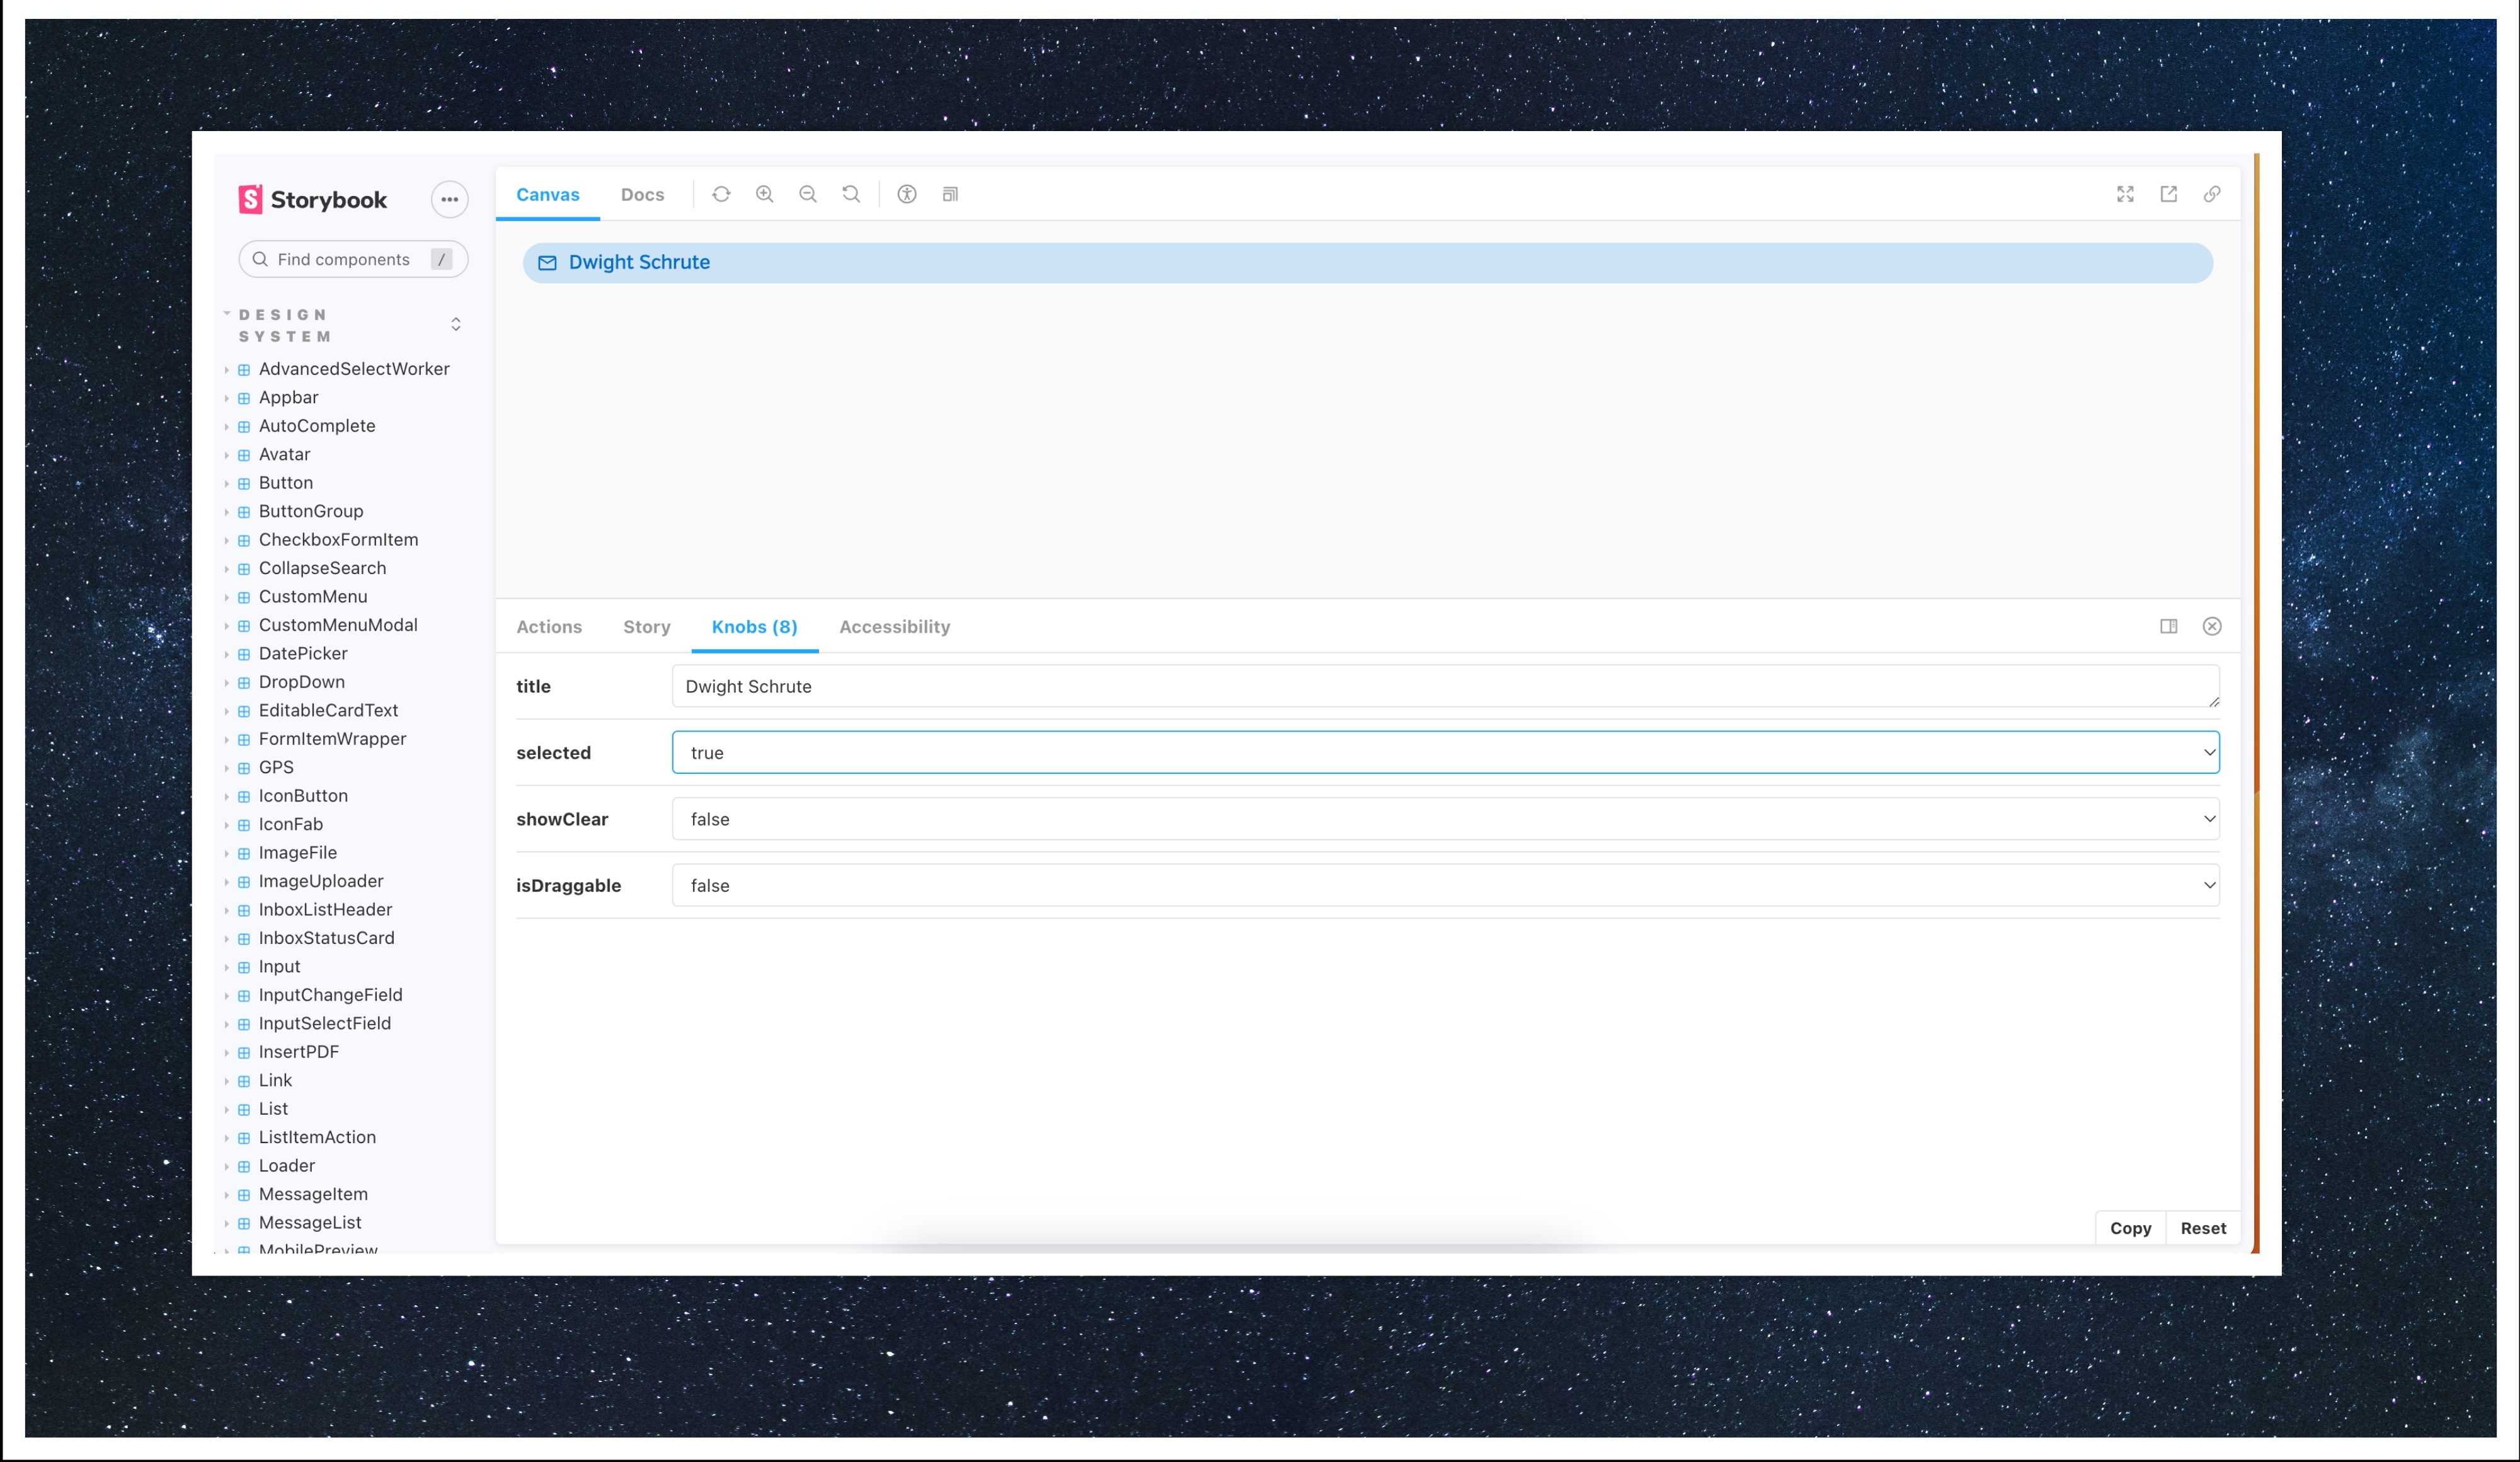 Storybook
Find components /
DESIGN
SYSTEM
AdvancedSelectWorker
Appbar
AutoComplete
Avatar
Button
ButtonGroup
CheckboxFormItem
CollapseSearch
CustomMenu
CustomMenuModal
DatePicker
DropDown
EditableCardText
FormItemWrapper
GPS
IconButton
IconFab
ImageFile
ImageUploader
InboxListHeader
InboxStatusCard
Input
InputChangeField
InputSelectField
InsertPDF
Link
List
ListItemAction
Loader
MessageItem
MessageList
MobilePreview
Canvas Docs
Dwight Schrute
Actions Story Knobs (8) Accessibility
title Dwight Schrute
selected true
showClear false
isDraggable false
Copy Reset